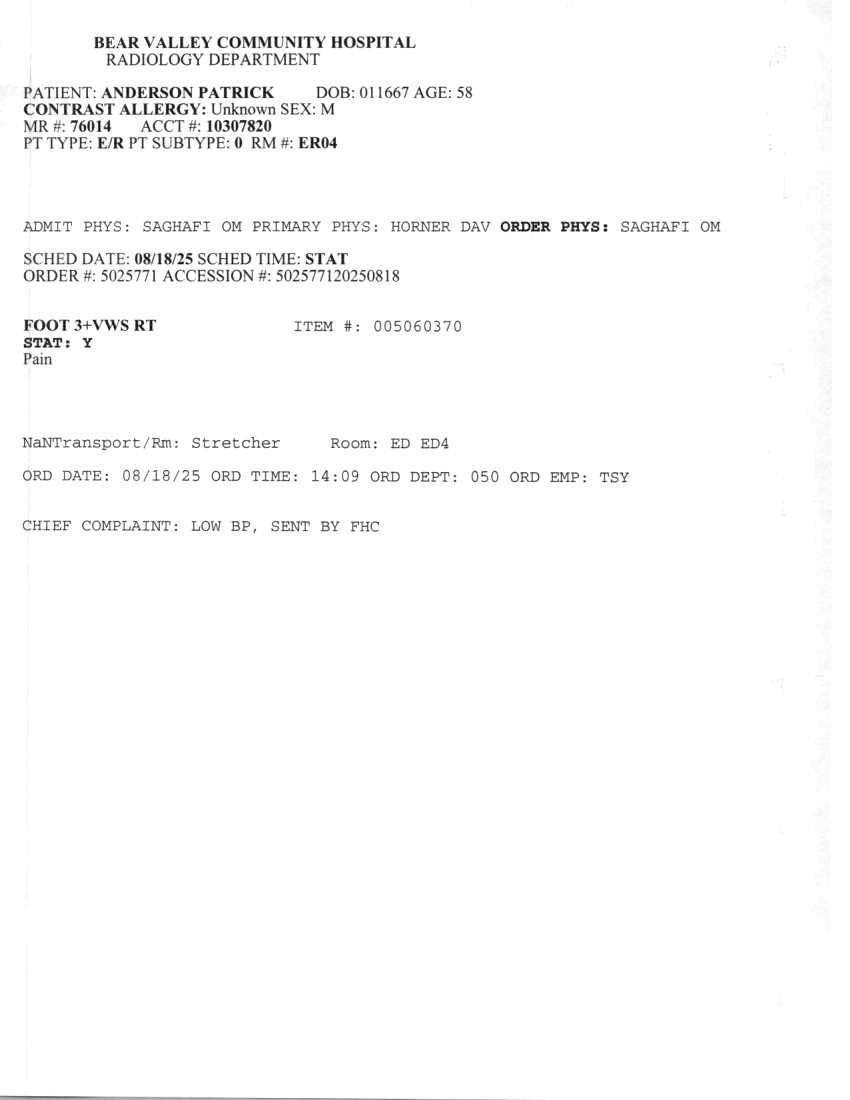 BEAR VALLEY COMMUNITY HOSPITAL
RADIOLOGY DEPARTMENT
PATIENT: ANDERSON PATRICK DOB: 011667 AGE: 58
CONTRAST ALLERGY: Unknown SEX: M
MR #: 76014 ACCT #: 10307820
PT TYPE: E/R PT SUBTYPE: 0 RM #: ER04
ADMIT PHYS: SAGHAFI OM PRIMARY PHYS: HORNER DAV ORDER PHYS: SAGHAFI OM
SCHED DATE: 08/18/25 SCHED TIME: STAT
ORDER #: 5025771 ACCESSION #: 502577120250818
FOOT 3+VWS RT ITEM #: 005060370
STAT: Y
Pain
NaNTransport/Rm: Stretcher Room: ED ED4
ORD DATE: 08/18/25 ORD TIME: 14:09 ORD DEPT: 050 ORD EMP: TSY
CHIEF COMPLAINT: LOW BP, SENT BY FHC